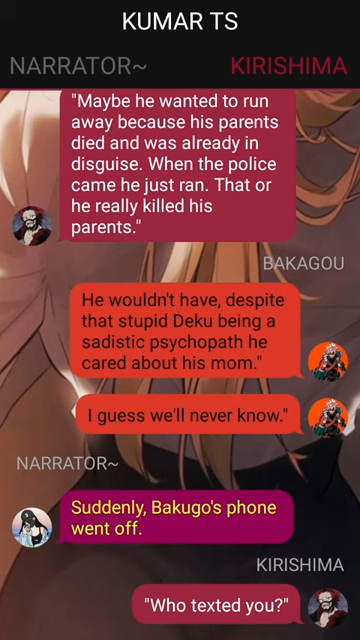 KUMAR TS
NARRATOR~ KIRISHIMA
"Maybe he wanted to run
away because his parents
died and was already in
disguise. When the police
came he just ran. That or
he really killed his
parents."
BAKAGOU
He wouldn't have, despite
that stupid Deku being a
sadistic psychopath he
cared about his mom."
I guess we'll never know."
NARRATOR~
Suddenly, Bakugo's phone
went off.
KIRISHIMA
"Who texted you?"